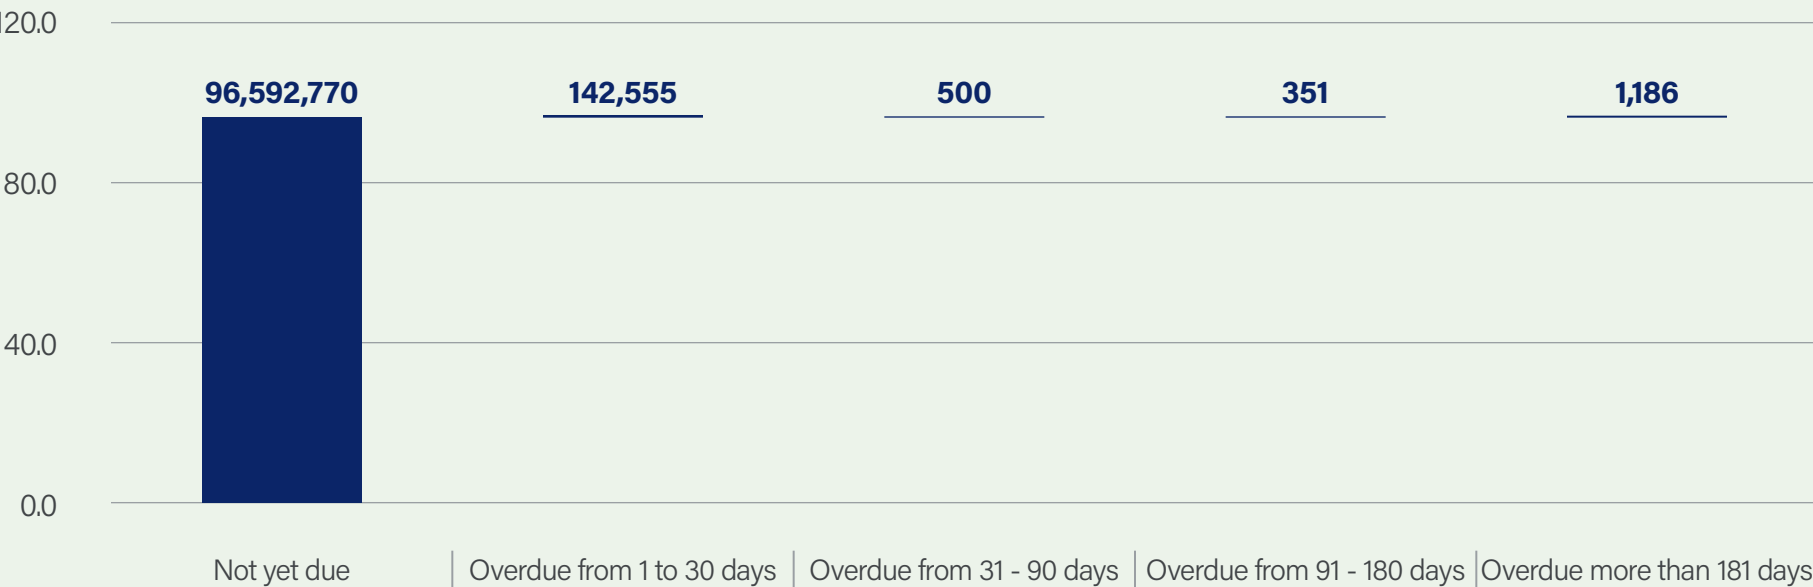 120.0
96,592,770 142,555 500 351 1,186
80.0
40.0
0.0
Not yet due Overdue from 1 to 30 days Overdue from 31 - 90 days Overdue from 91 - 180 days Overdue more than 181 days